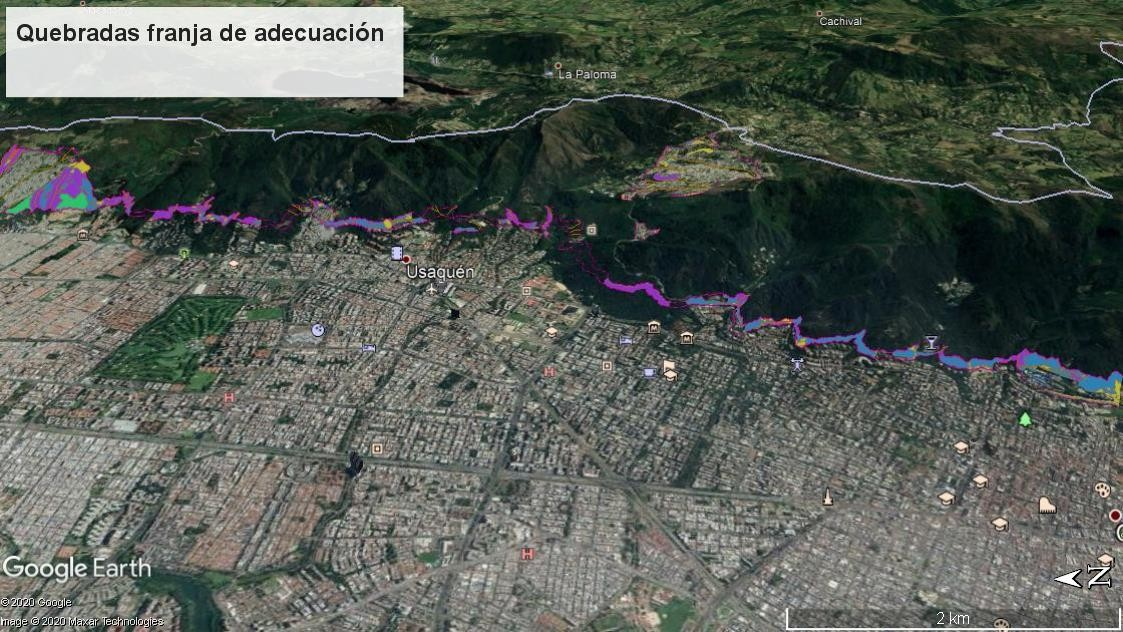 Quebradas franja de adecuación
Cachival
La Paloma
Usaquén
Google Earth
©2020 Google
Image © 2020 Maxar Technologies
N
2 km